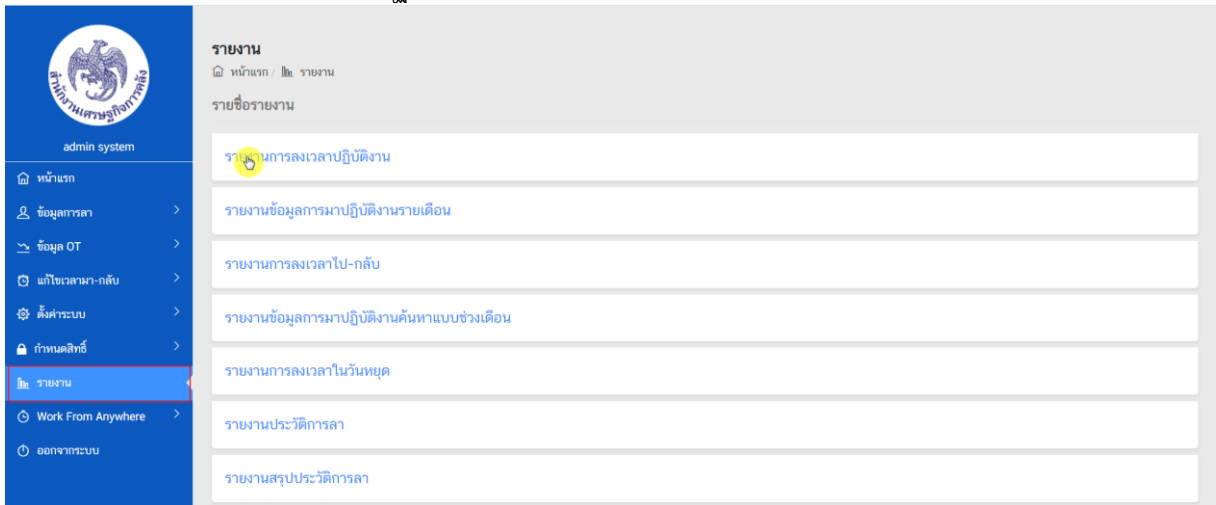 สำนักงานเศรษฐกิจการคลัง
admin system
หน้าแรก
ข้อมูลการลา
ข้อมูล OT
แก้ไขเวลามา-กลับ
ตั้งค่าระบบ
กำหนดสิทธิ์
รายงาน
Work From Anywhere
ออกจากระบบ
รายงาน
หน้าแรก / รายงาน
รายชื่อรายงาน
รายงานการลงเวลาปฏิบัติงาน
รายงานข้อมูลการมาปฏิบัติงานรายเดือน
รายงานการลงเวลาไป-กลับ
รายงานข้อมูลการมาปฏิบัติงานค้นหาแบบช่วงเดือน
รายงานการลงเวลาในวันหยุด
รายงานประวัติการลา
รายงานสรุปประวัติการลา